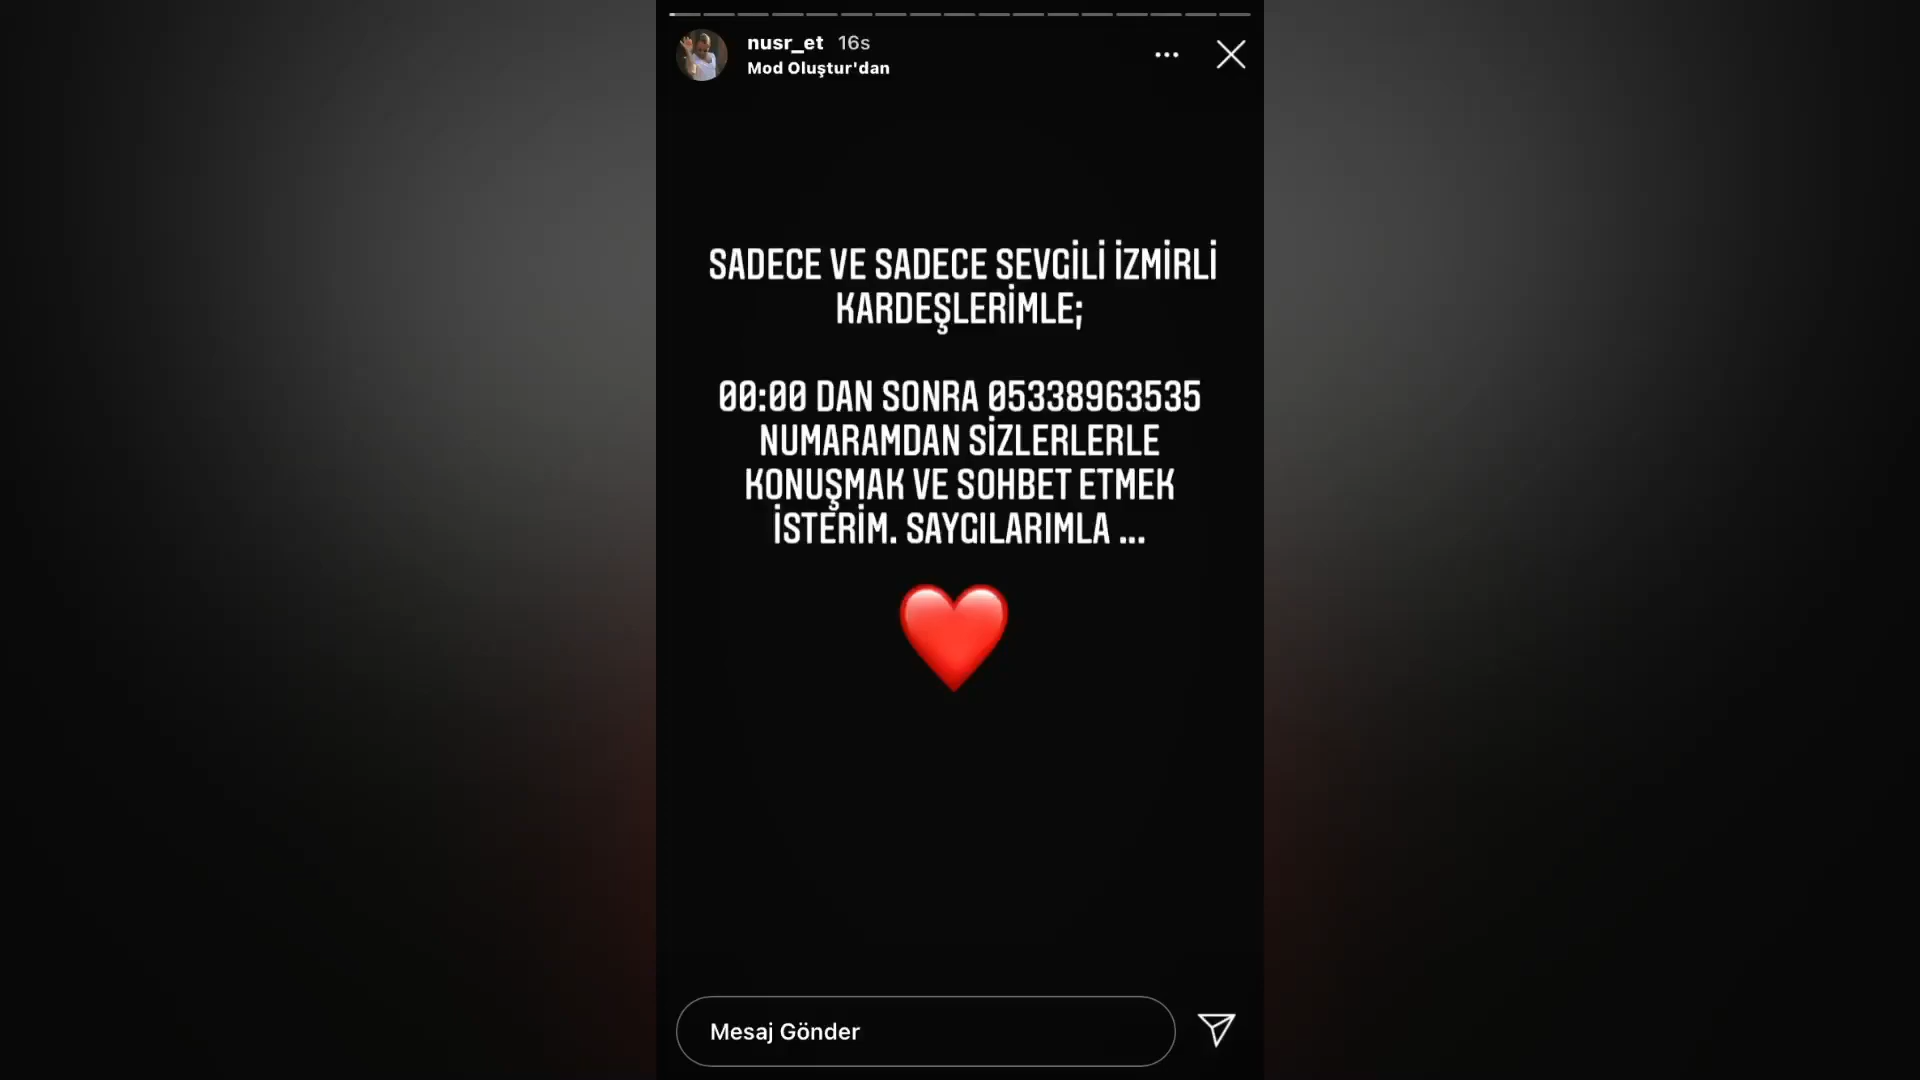 nusr_et 16s
Mod Oluştur'dan
SADECE VE SADECE SEVGİLİ İZMİRLİ
KARDEŞLERİMLE;
00:00 DAN SONRA 05338963535
NUMARAMDAN SİZLERLERLE
KONUŞMAK VE SOHBET ETMEK
İSTERİM. SAYGILARIMLA ...
Mesaj Gönder